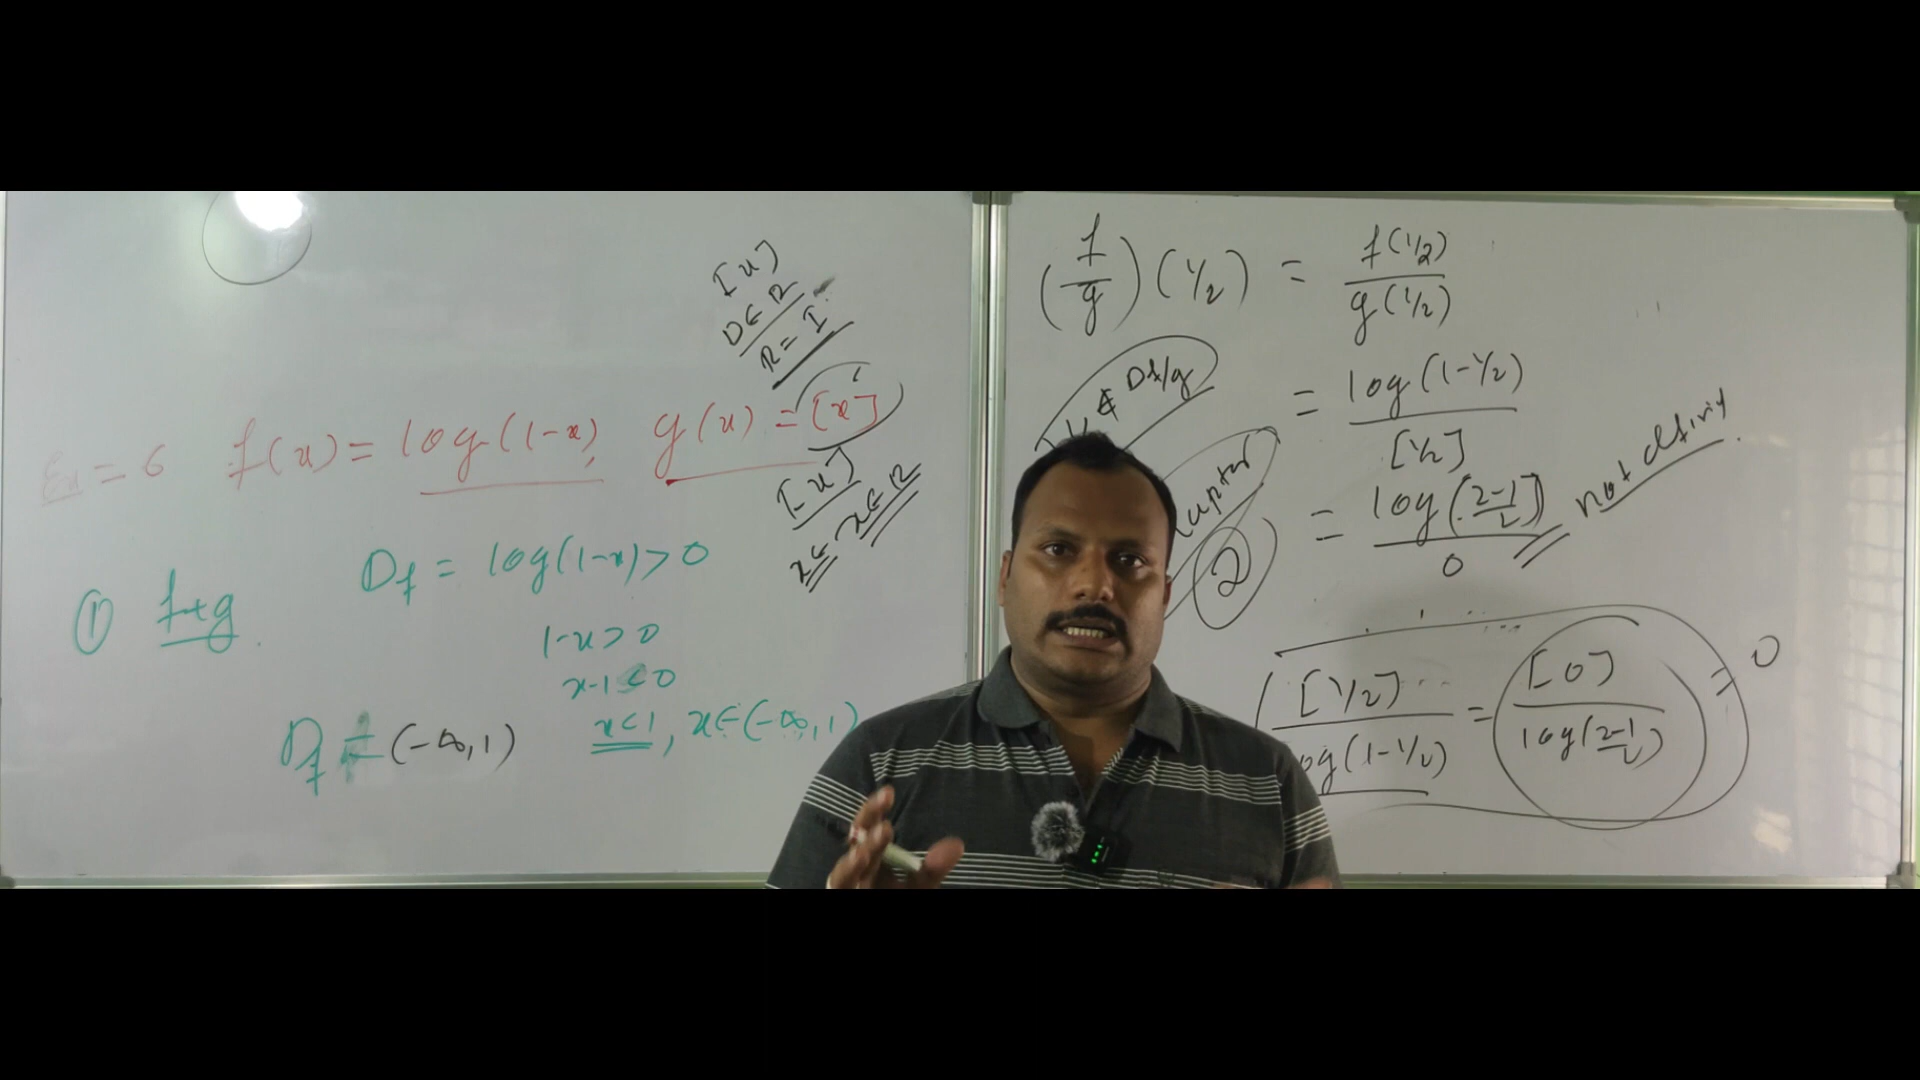 [x]
D ∈ R
R = I
Ex = 6 f(x) = log(1-x), g(x) = [x]
[x]
x ∈ x ∈ R
① f+g
Df = log(1-x) > 0
1-x > 0
x-1 < 0
x < 1, x ∈ (-∞, 1)
Df = (-∞, 1)
(f/g)(1/2) = f(1/2)/g(1/2)
∉ Df/g
= log(1-1/2)/[1/2]
②
= log(2-1/2)/0 not
[1/2]/log(1-1/2) = [0]/log(2-1/2) = 0